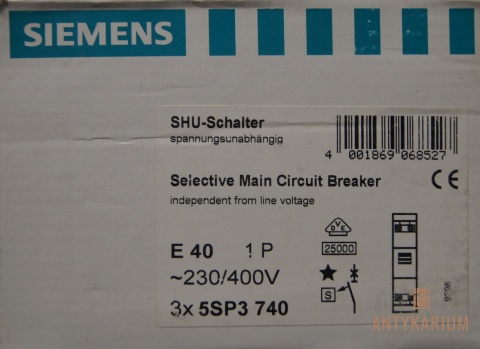 SIEMENS
SHU-Schalter
spannungsunabhängig
4 001869 068527
Selective Main Circuit Breaker
independent from line voltage
CE
E 40 1 P
VDE
25000
~230/400V
S
3x 5SP3 740
ANTYKARIUM